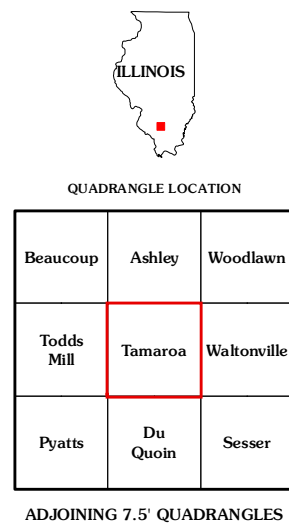 ILLINOIS
QUADRANGLE LOCATION
Beaucoup
Ashley
Woodlawn
Todds
Mill
Tamaroa
Waltonville
Pyatts
Du
Quoin
Sesser
ADJOINING 7.5' QUADRANGLES